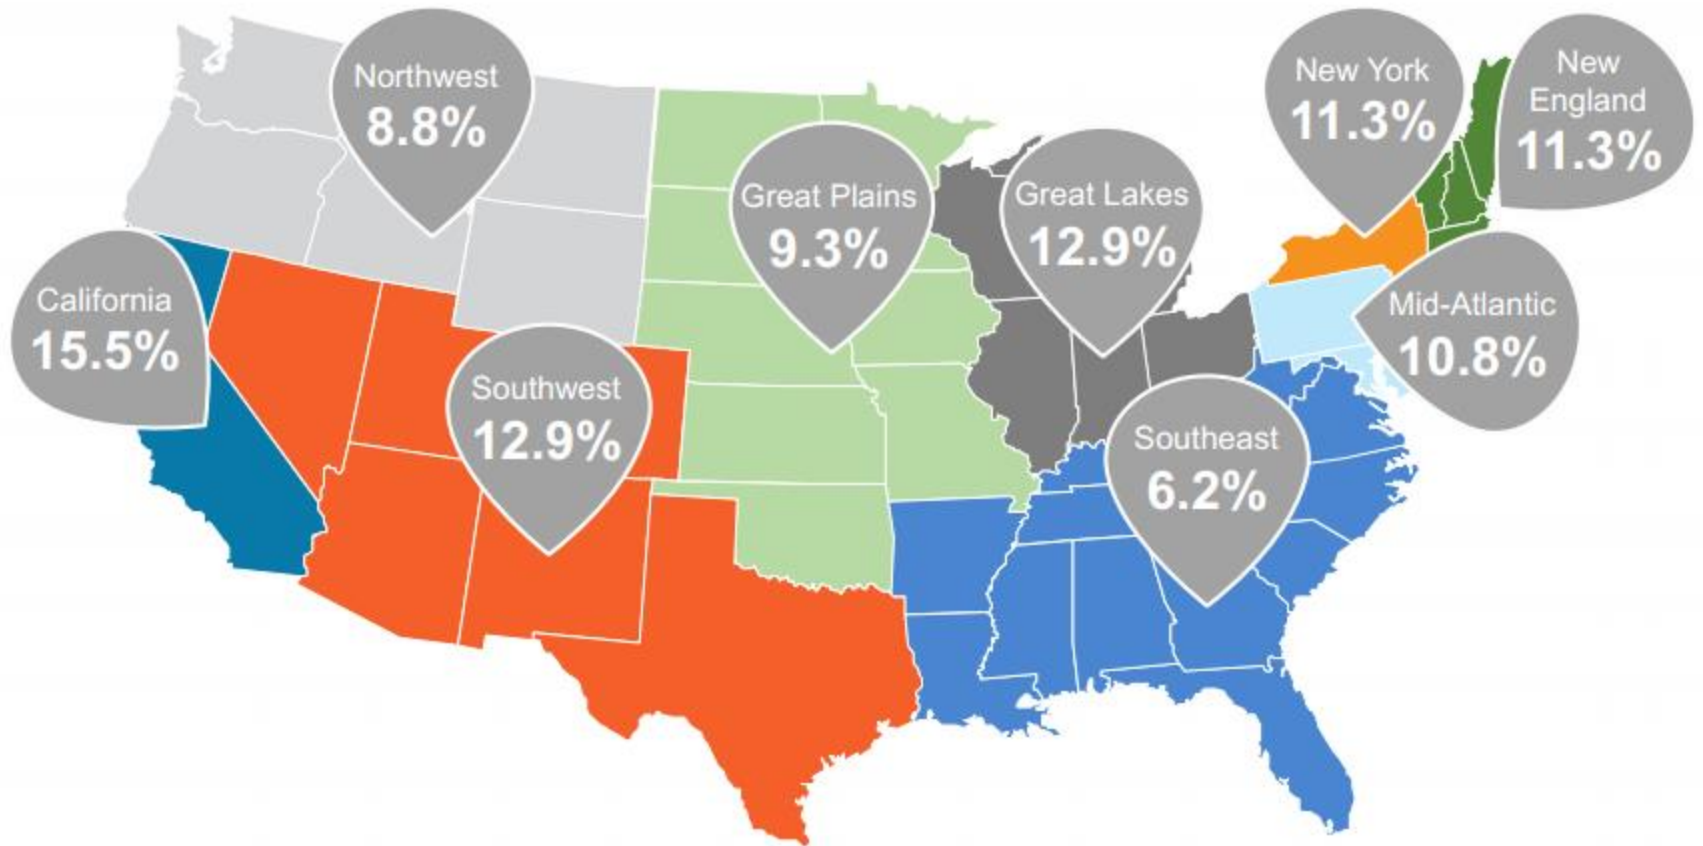 Northwest
8.8%
New York
11.3%
New
England
11.3%
Great Plains
9.3%
Great Lakes
12.9%
California
15.5%
Mid-Atlantic
10.8%
Southwest
12.9%
Southeast
6.2%